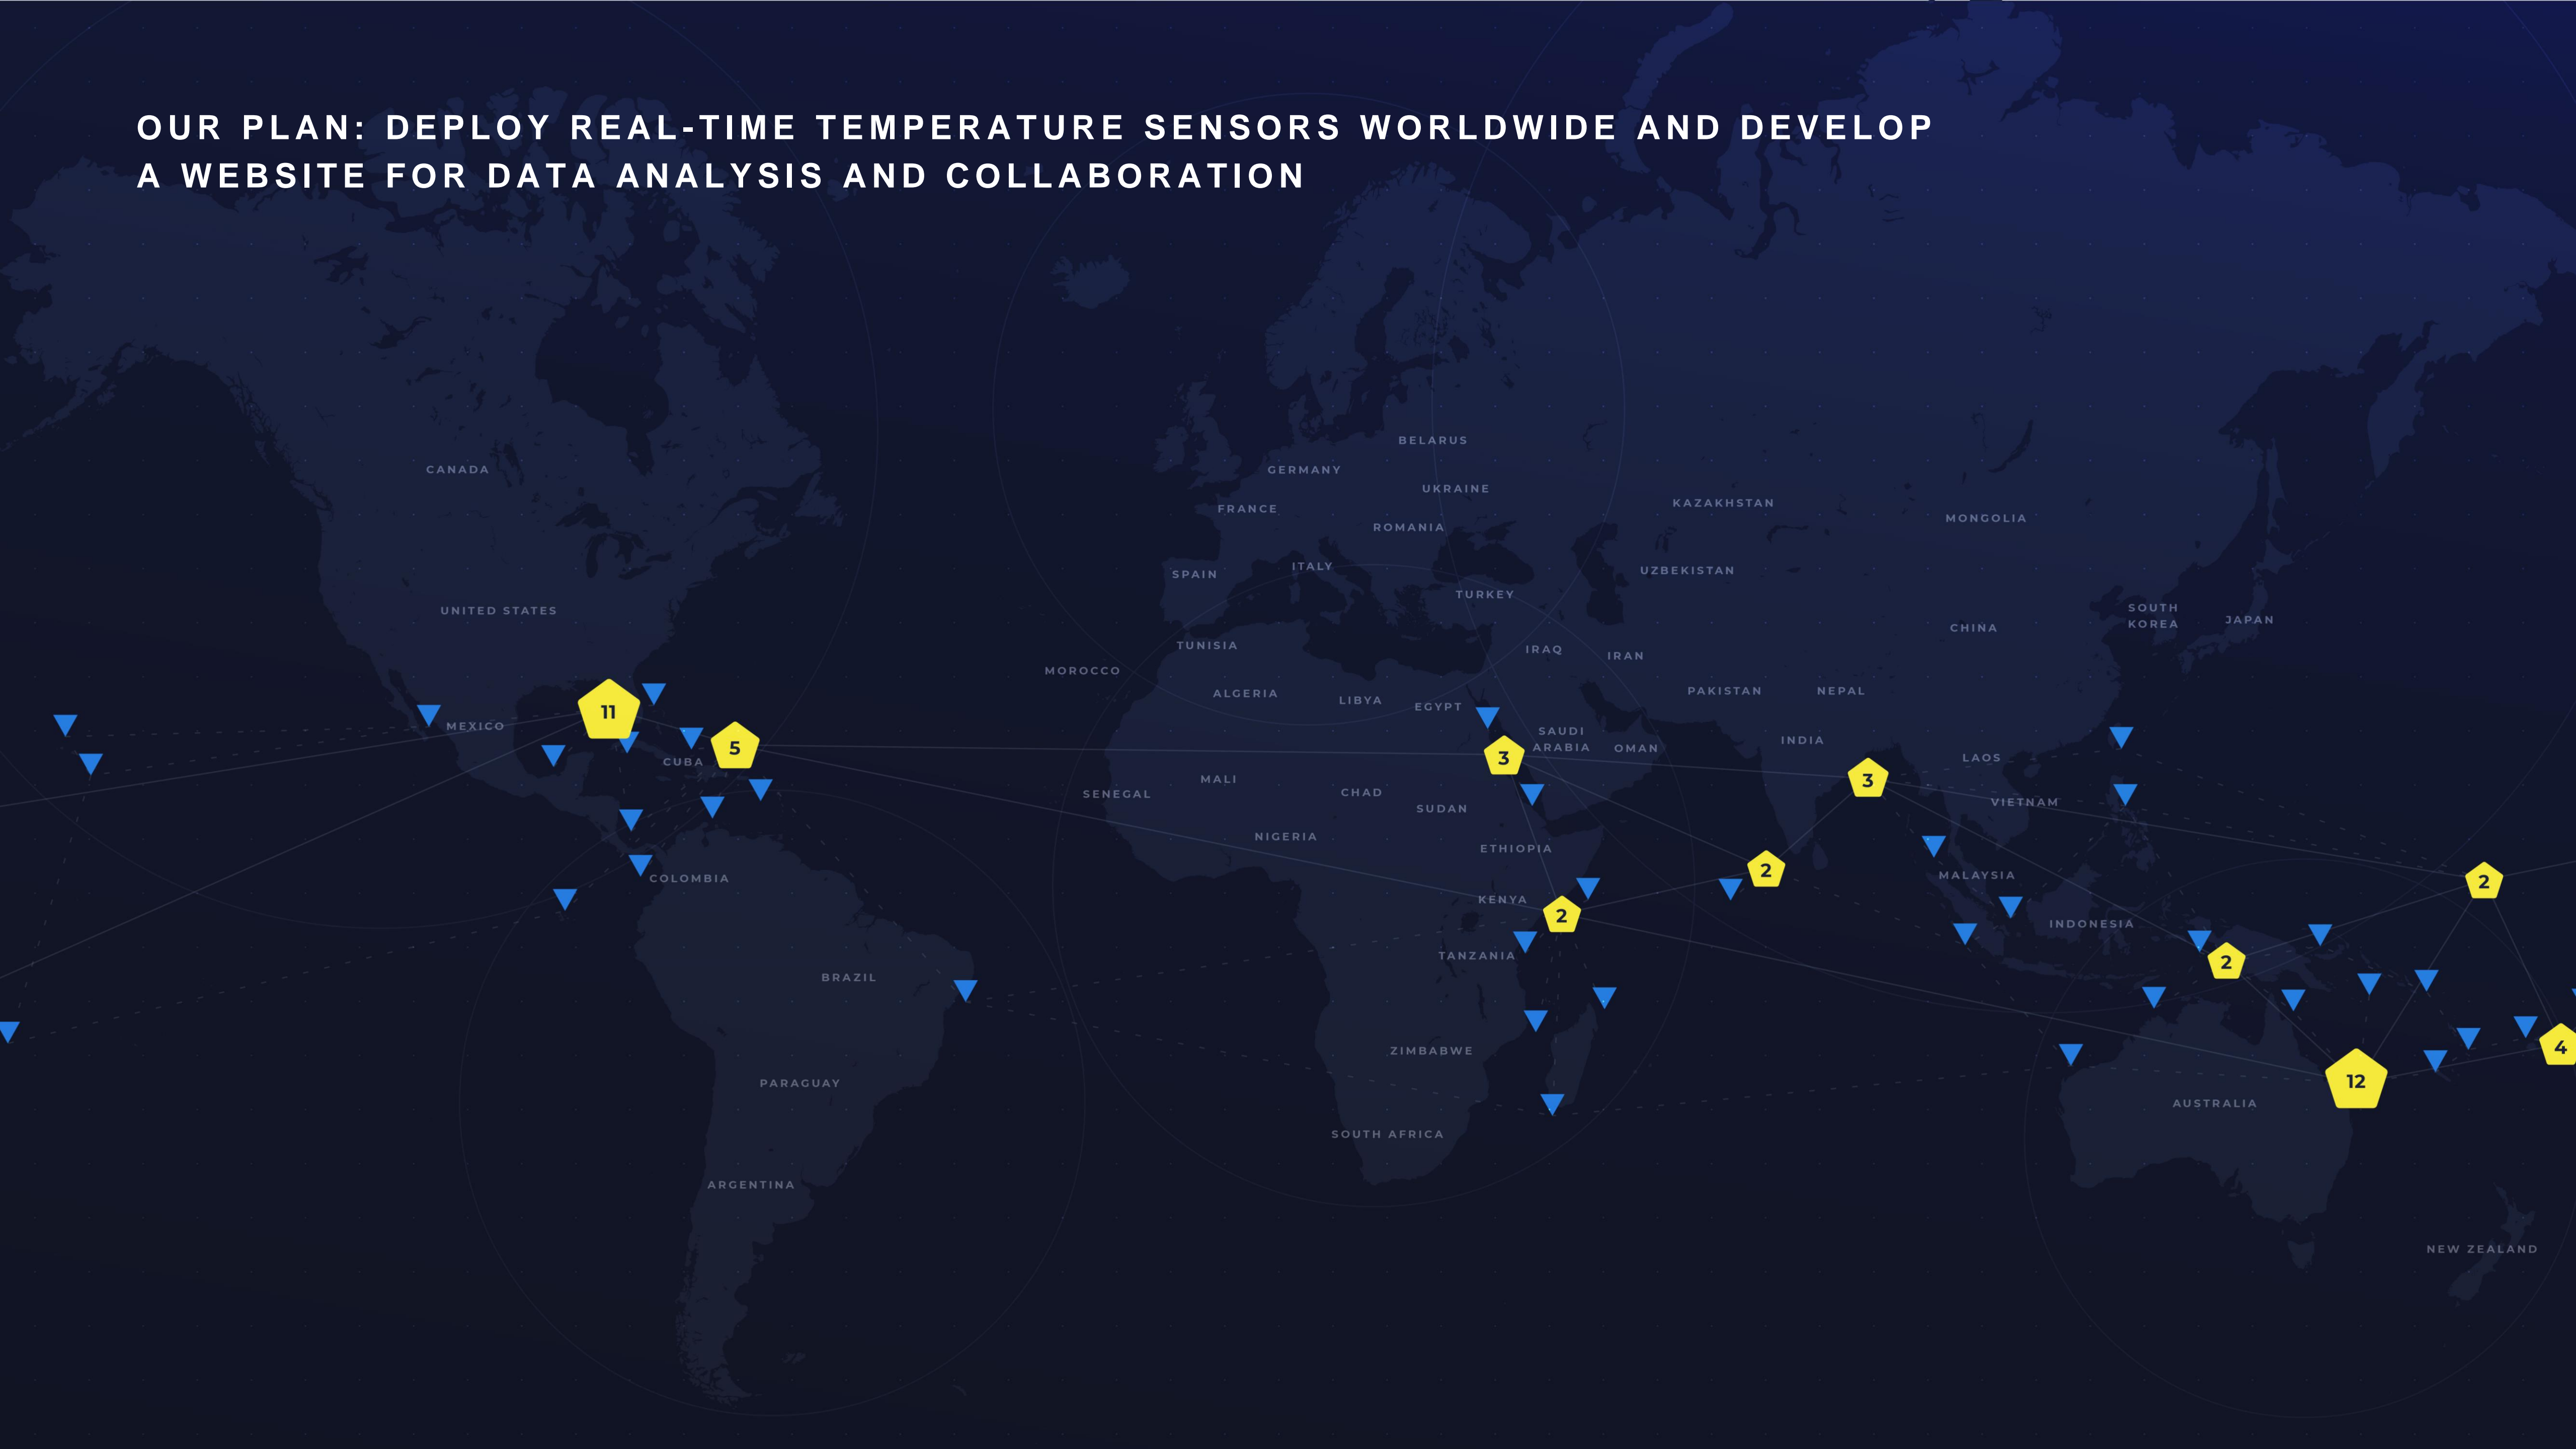 OUR PLAN: DEPLOY REAL-TIME TEMPERATURE SENSORS WORLDWIDE AND DEVELOP
A WEBSITE FOR DATA ANALYSIS AND COLLABORATION
BELARUS
CANADA
GERMANY
UKRAINE
FRANCE
KAZAKHSTAN
MONGOLIA
ROMANIA
ITALY
SPAIN
UZBEKISTAN
TURKEY
UNITED STATES
SOUTH
KOREA
JAPAN
CHINA
TUNISIA
IRAQ
IRAN
MOROCCO
ALGERIA
LIBYA
EGYPT
PAKISTAN
NEPAL
11
MEXICO
SAUDI
ARABIA
OMAN
INDIA
5
3
CUBA
LAOS
MALI
3
SENEGAL
CHAD
SUDAN
VIETNAM
NIGERIA
ETHIOPIA
2
COLOMBIA
MALAYSIA
2
KENYA
2
INDONESIA
TANZANIA
2
BRAZIL
4
ZIMBABWE
PARAGUAY
12
AUSTRALIA
SOUTH AFRICA
ARGENTINA
NEW ZEALAND